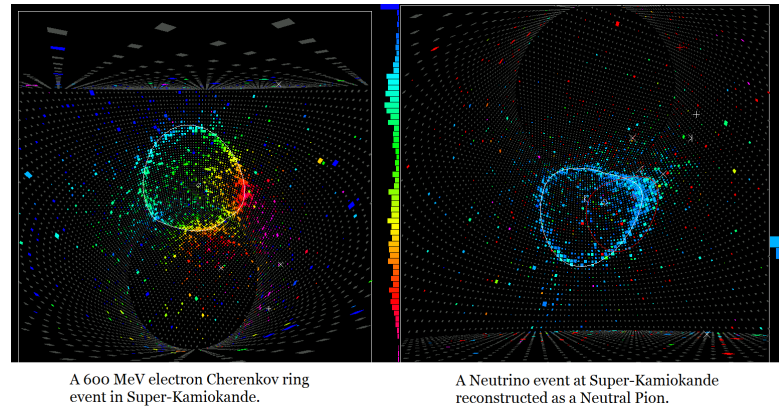 A 600 MeV electron Cherenkov ring
event in Super-Kamiokande.
A Neutrino event at Super-Kamiokande
reconstructed as a Neutral Pion.